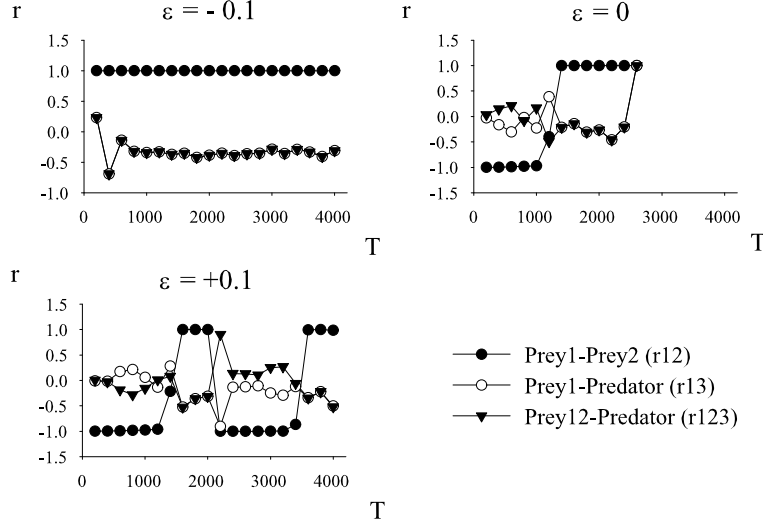 r ε = - 0.1
1.5
1.0
0.5
0.0
-0.5
-1.0
0 1000 2000 3000 4000
T
r ε = 0
1.5
1.0
0.5
0.0
-0.5
-1.0
-1.5
0 1000 2000 3000 4000
T
r ε = +0.1
1.5
1.0
0.5
0.0
-0.5
-1.0
-1.5
0 1000 2000 3000 4000
T
Prey1-Prey2 (r12)
Prey1-Predator (r13)
Prey12-Predator (r123)